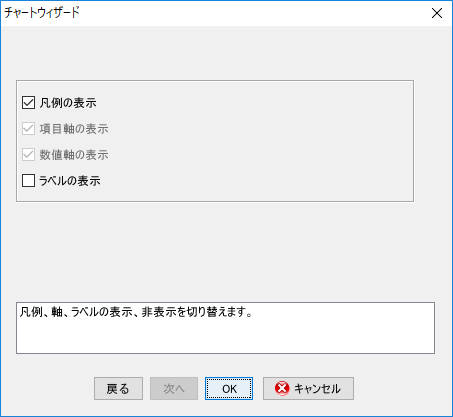 チャートウィザード
凡例の表示
項目軸の表示
数値軸の表示
ラベルの表示
凡例、軸、ラベルの表示、非表示を切り替えます。
戻る 次へ OK キャンセル